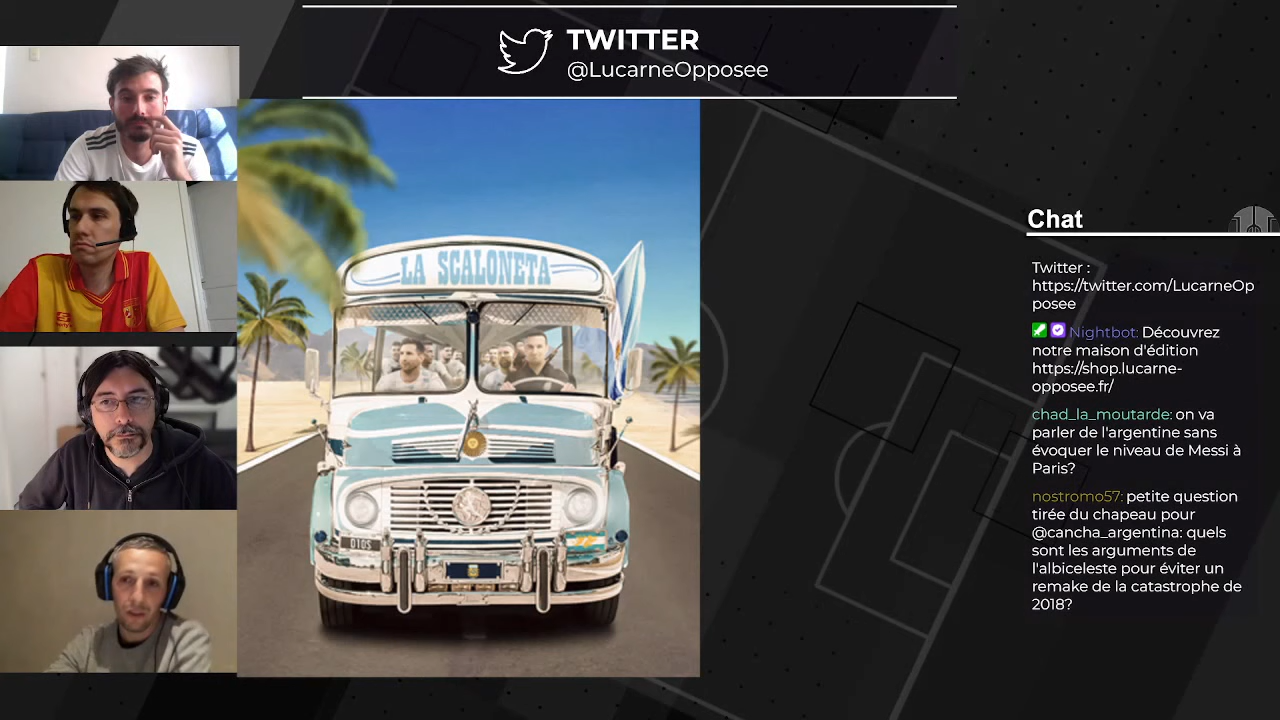 TWITTER
@LucarneOpposee
LA SCALONETA
D10S
Chat
Twitter :
https://twitter.com/LucarneOp
posee
Nightbot: Découvrez
notre maison d'édition
https://shop.lucarne-
opposee.fr/
chad_la_moutarde: on va
parler de l'argentine sans
évoquer le niveau de Messi à
Paris?
nostromo57: petite question
tirée du chapeau pour
@cancha_argentina: quels
sont les arguments de
l'albiceleste pour éviter un
remake de la catastrophe de
2018?